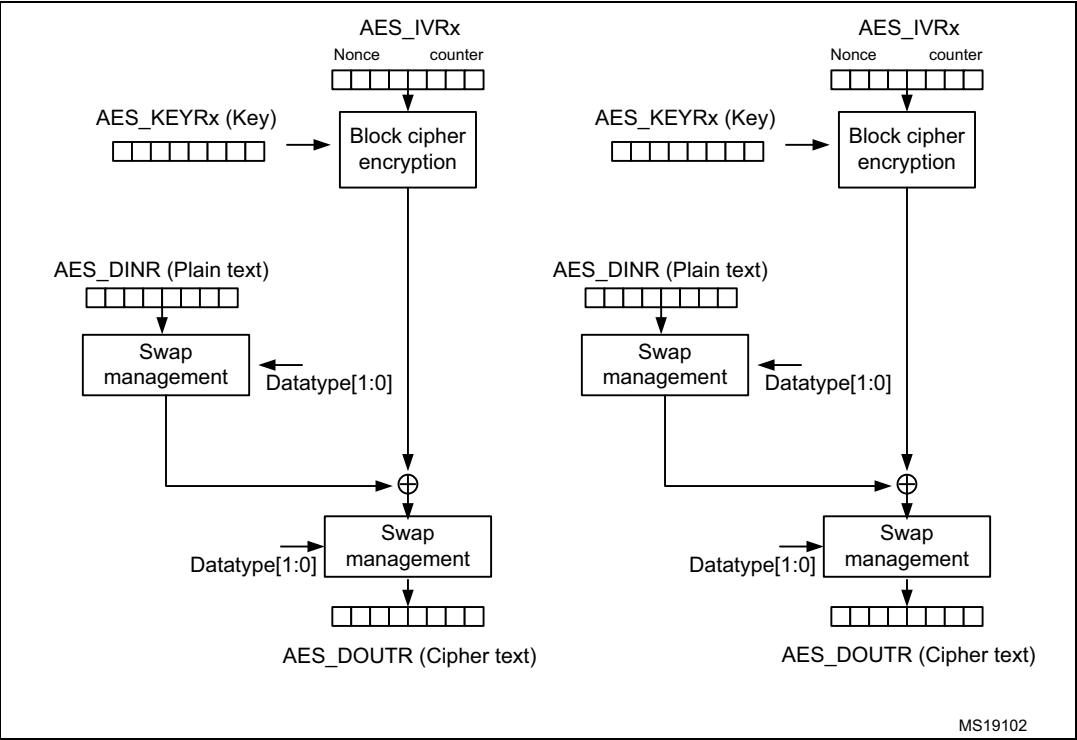 AES_IVRx
Nonce counter
AES_KEYRx (Key)
Block cipher
encryption
AES_DINR (Plain text)
Swap
management
Datatype[1:0]
Swap
management
Datatype[1:0]
AES_DOUTR (Cipher text)
AES_IVRx
Nonce counter
AES_KEYRx (Key)
Block cipher
encryption
AES_DINR (Plain text)
Swap
management
Datatype[1:0]
Swap
management
Datatype[1:0]
AES_DOUTR (Cipher text)
MS19102